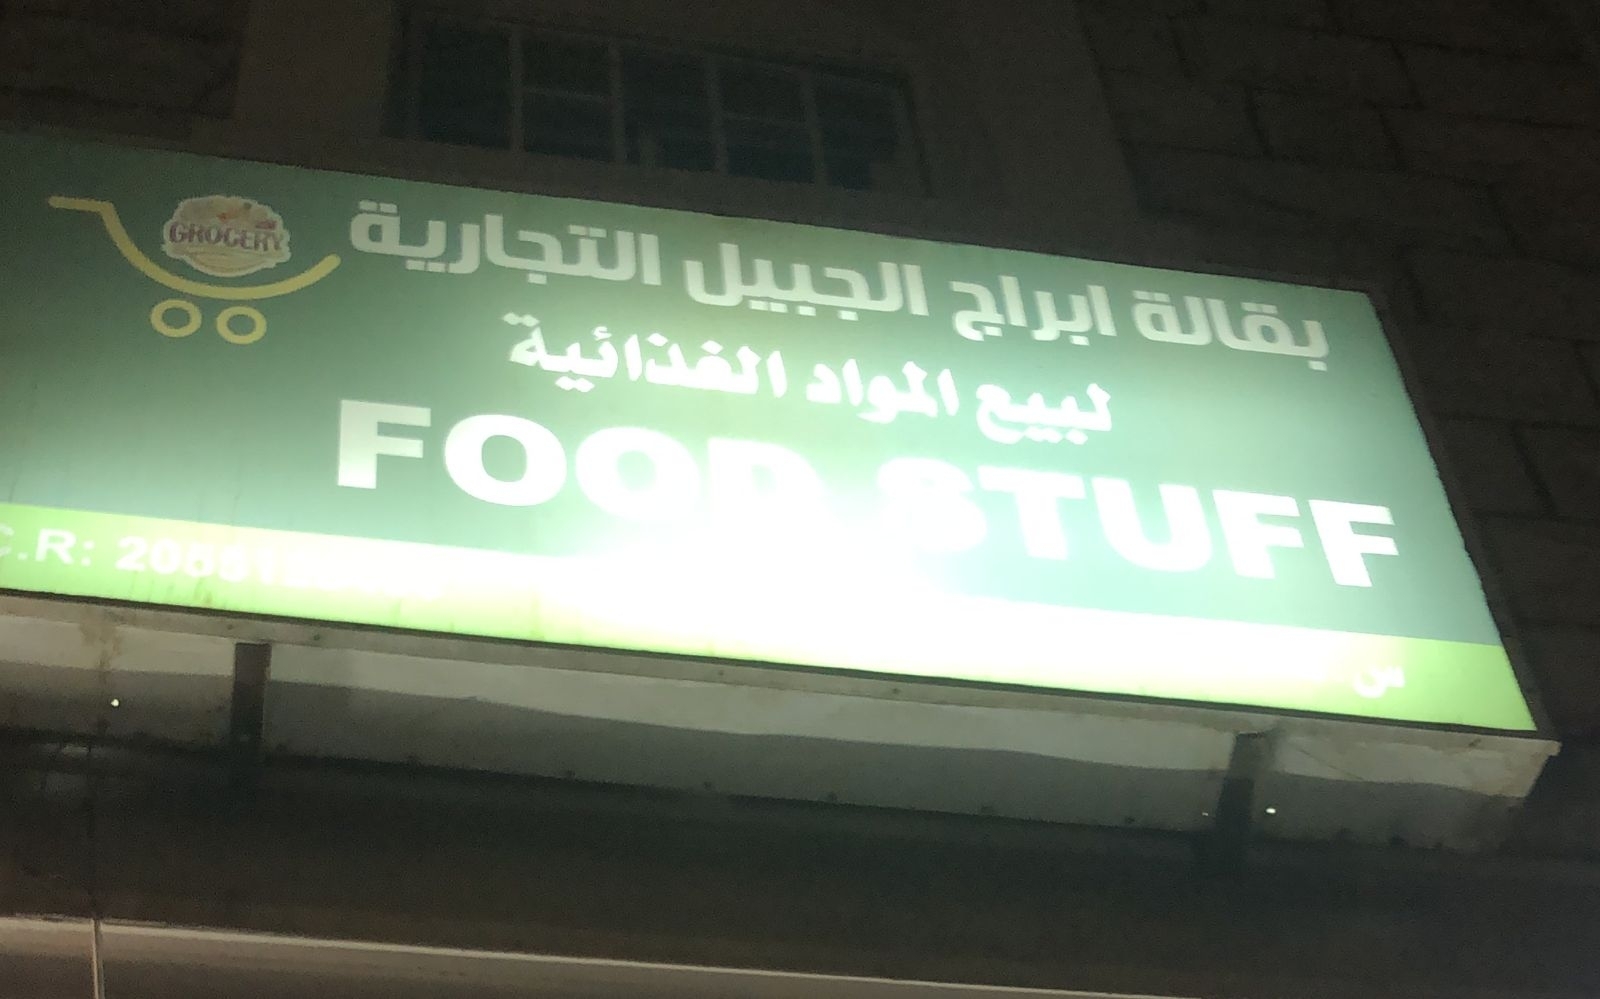 بقالة ابراج الجبيل التجارية
GROCERY
لبيع المواد الغذائية
FOOD STUFF
C.R:
س